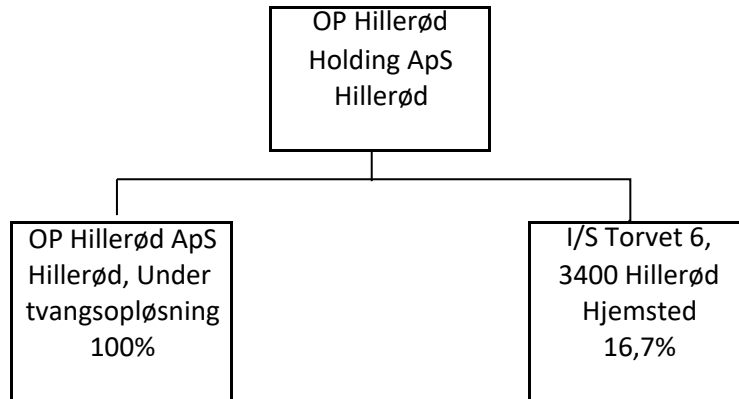 OP Hillerød
Holding ApS
Hillerød
OP Hillerød ApS
Hillerød, Under
tvangsopløsning
100%
I/S Torvet 6,
3400 Hillerød
Hjemsted
16,7%